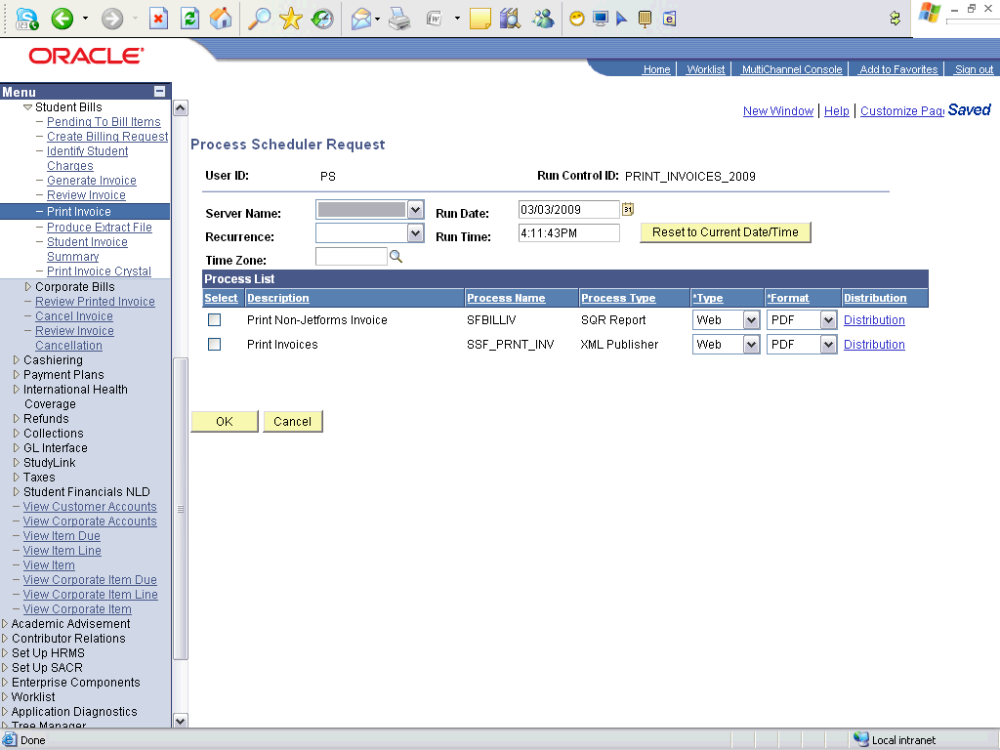 ORACLE
Home Worklist MultiChannel Console Add to Favorites Sign out
Menu
Student Bills
Pending To Bill Items
Create Billing Request
Identify Student
Charges
Generate Invoice
Review Invoice
Print Invoice
Produce Extract File
Student Invoice
Summary
Print Invoice Crystal
Corporate Bills
Review Printed Invoice
Cancel Invoice
Review Invoice
Cancellation
Cashiering
Payment Plans
International Health
Coverage
Refunds
Collections
GL Interface
StudyLink
Taxes
Student Financials NLD
View Customer Accounts
View Corporate Accounts
View Item Due
View Item Line
View Item
View Corporate Item Due
View Corporate Item Line
View Corporate Item
Academic Advisement
Contributor Relations
Set Up HRMS
Set Up SACR
Enterprise Components
Worklist
Application Diagnostics
Tree Manager
New Window | Help | Customize Pag Saved
Process Scheduler Request
User ID: PS Run Control ID: PRINT_INVOICES_2009
Server Name: Run Date: 03/03/2009 31
Recurrence: Run Time: 4:11:43PM Reset to Current Date/Time
Time Zone:
Process List
Select Description Process Name Process Type *Type *Format Distribution
Print Non-Jetforms Invoice SFBILLIV SQR Report Web PDF Distribution
Print Invoices SSF_PRNT_INV XML Publisher Web PDF Distribution
OK Cancel
Done Local intranet